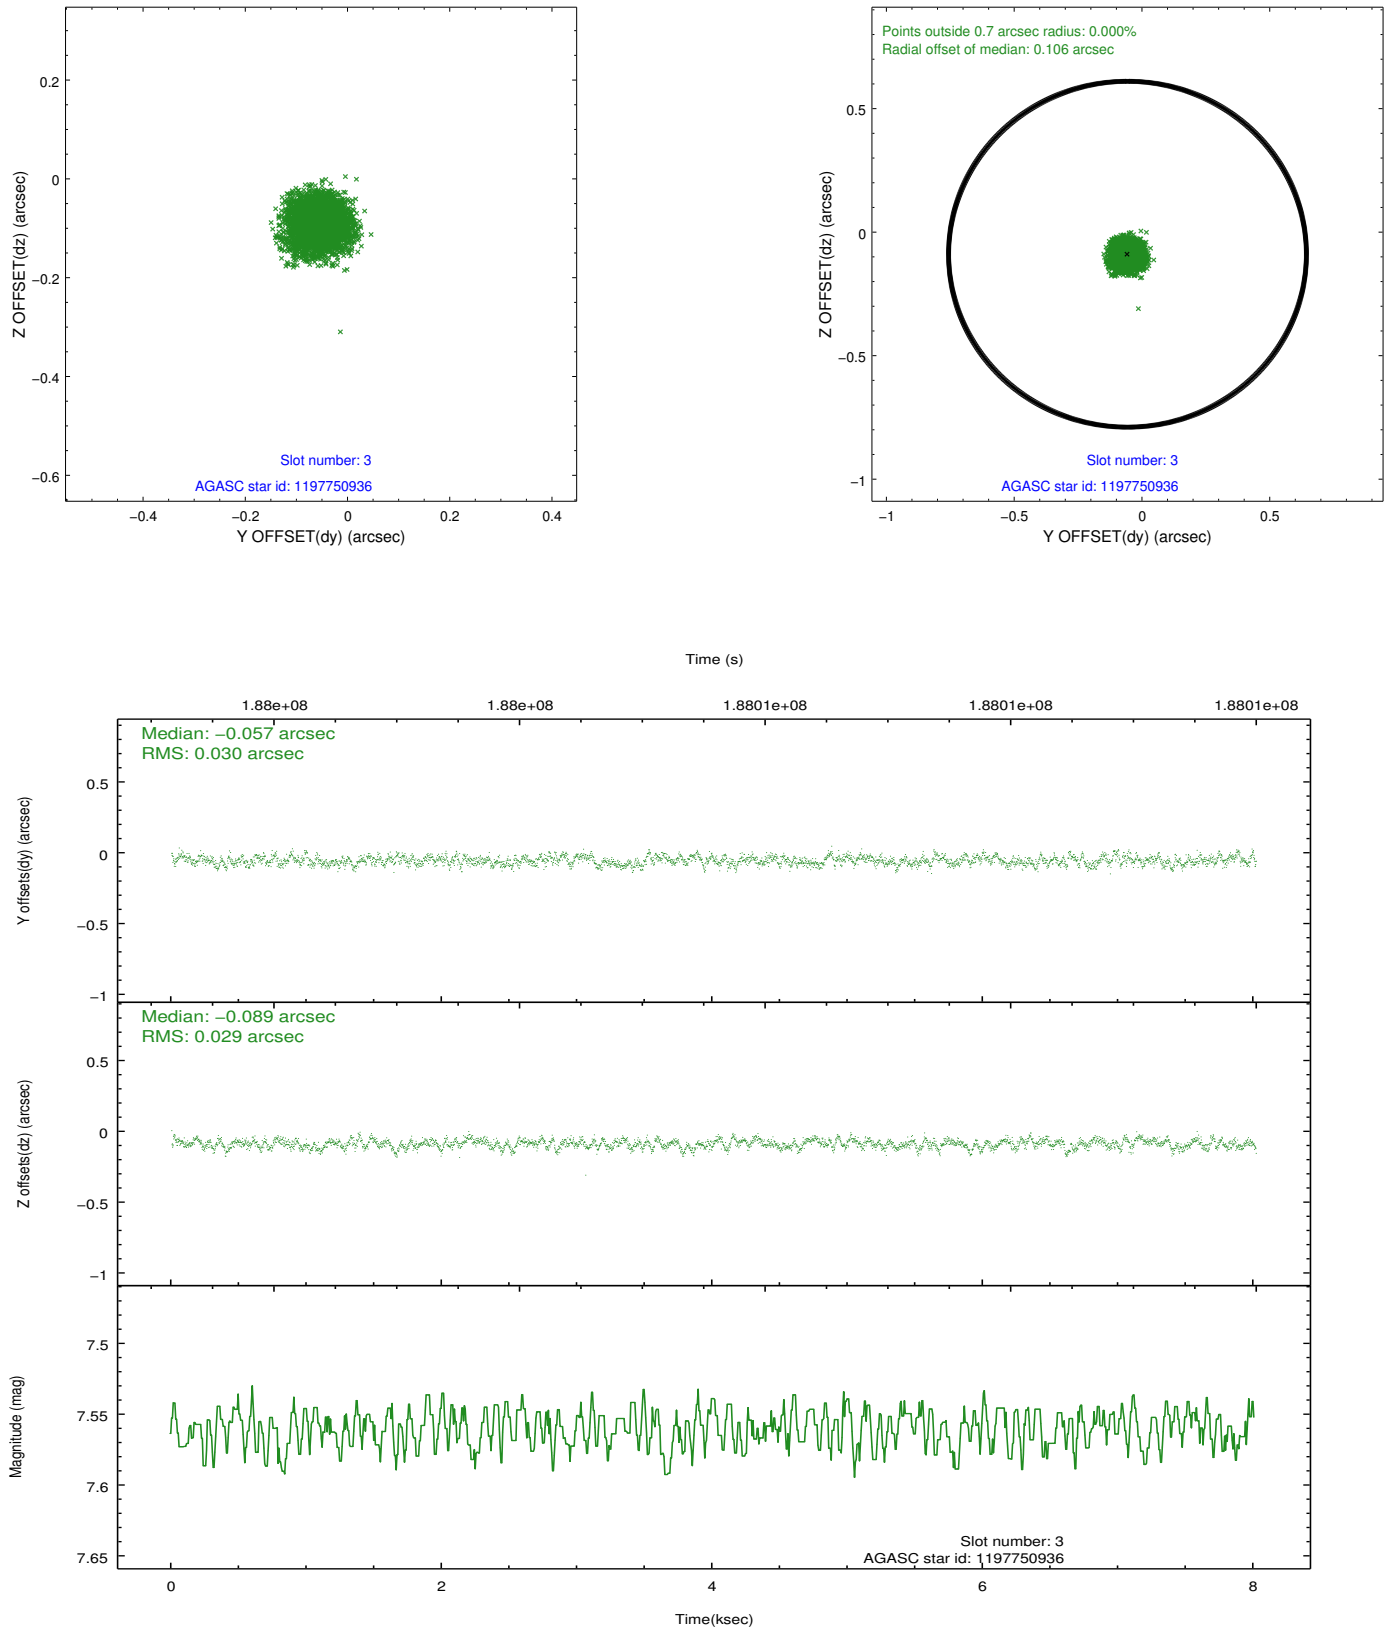 0.2
0
−0.2
−0.4
−0.6
Z OFFSET(dz) (arcsec)
Slot number: 3
AGASC star id: 1197750936
−0.4
−0.2
0
0.2
0.4
Y OFFSET(dy) (arcsec)
Points outside 0.7 arcsec radius: 0.000%
Radial offset of median: 0.106 arcsec
0.5
0
−0.5
−1
Z OFFSET(dz) (arcsec)
Slot number: 3
AGASC star id: 1197750936
−1
−0.5
0
0.5
Y OFFSET(dy) (arcsec)
Time (s)
1.88e+08
1.88e+08
1.8801e+08
1.8801e+08
1.8801e+08
Median: −0.057 arcsec
RMS: 0.030 arcsec
0.5
0
−0.5
−1
Y offsets(dy) (arcsec)
Median: −0.089 arcsec
RMS: 0.029 arcsec
0.5
0
−0.5
−1
Z offsets(dz) (arcsec)
7.5
7.55
7.6
7.65
Magnitude (mag)
Slot number: 3
AGASC star id: 1197750936
0
2
4
6
8
Time(ksec)